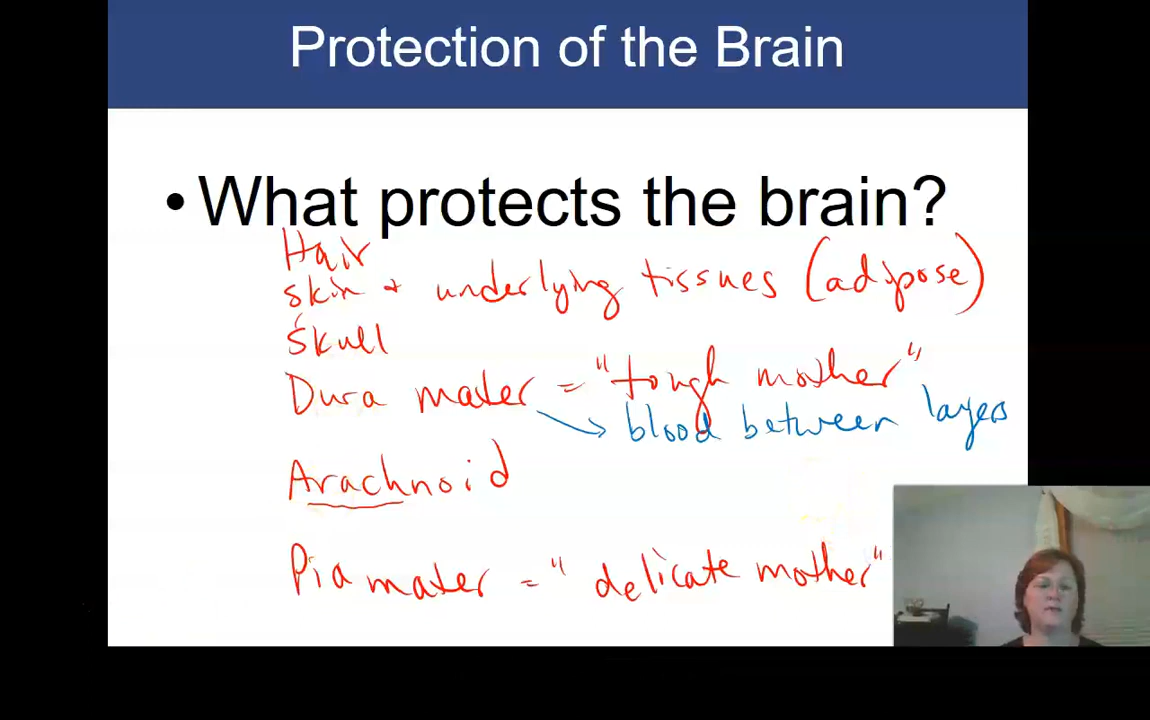 Protection of the Brain
• What protects the brain?
Hair
skin + underlying tissues (adipose)
Skull
Dura mater = "tough mother"
blood between layers
Arachnoid
Pia mater = "delicate mother"